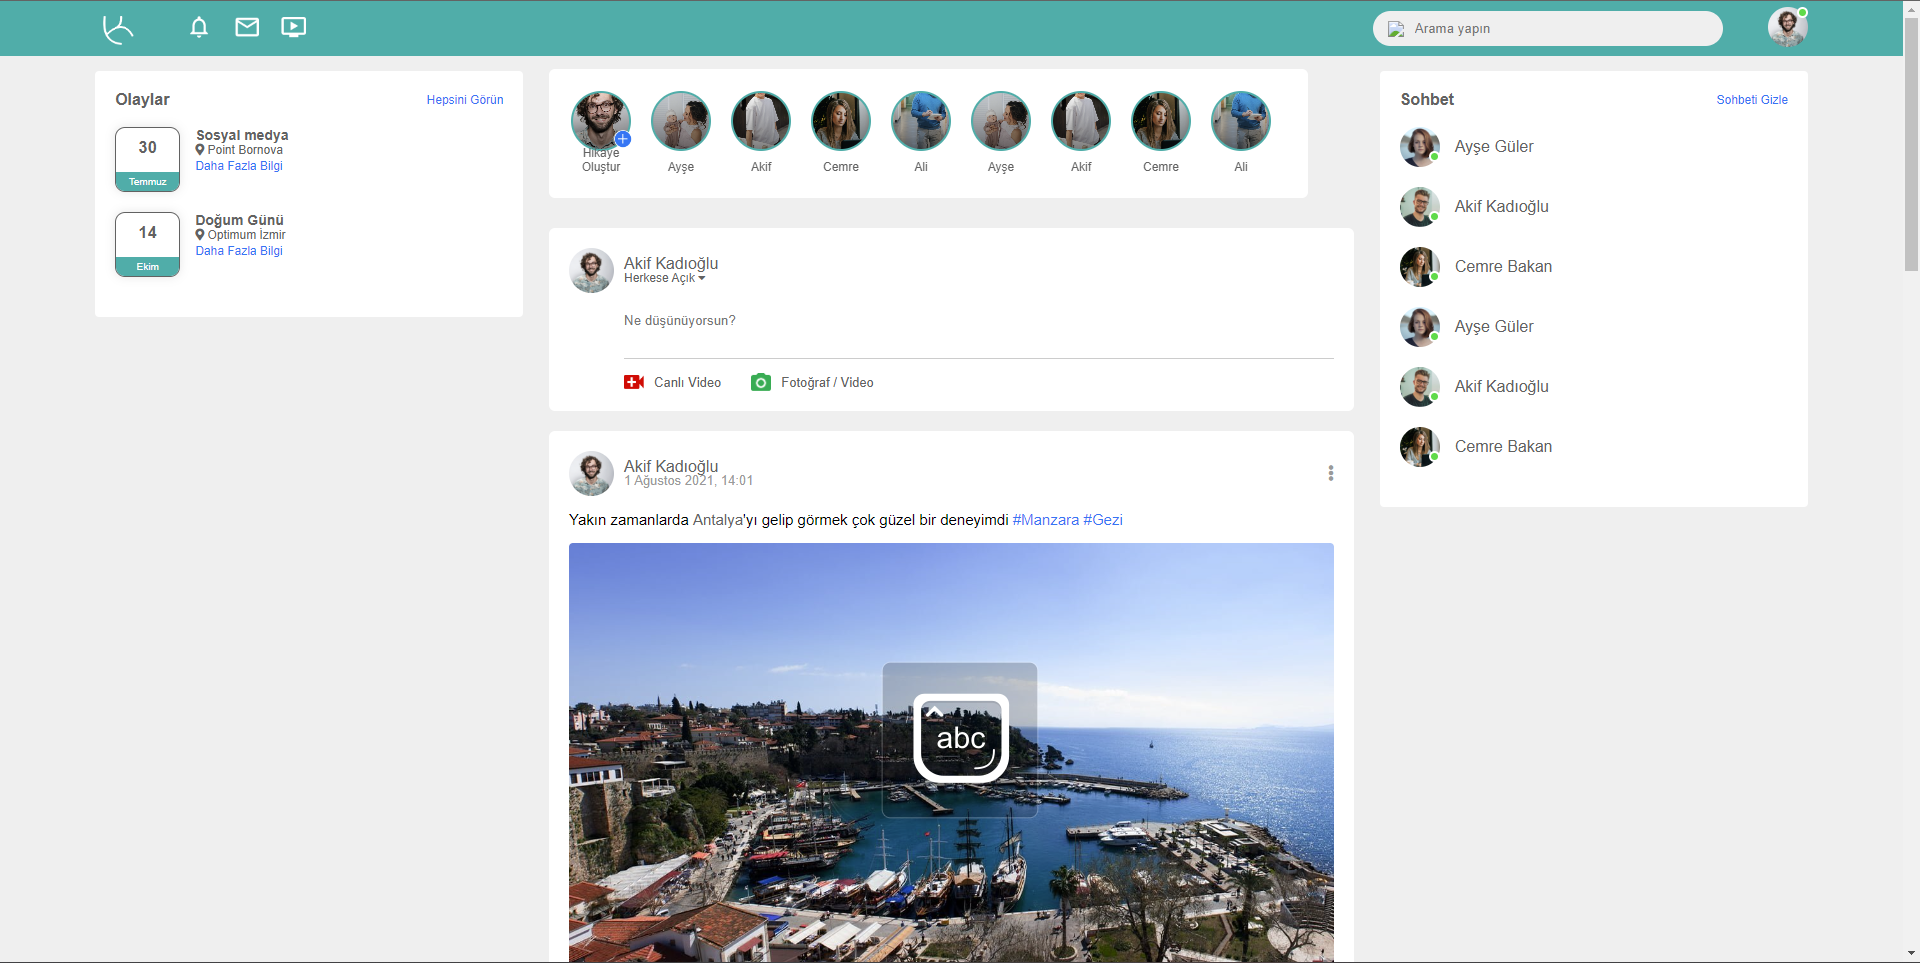 Arama yapın
Olaylar
Hepsini Görün
30
Temmuz
Sosyal medya
Point Bornova
Daha Fazla Bilgi
14
Ekim
Doğum Günü
Optimum İzmir
Daha Fazla Bilgi
Hikaye
Oluştur
Ayşe
Akif
Cemre
Ali
Ayşe
Akif
Cemre
Ali
Akif Kadıoğlu
Herkese Açık
Ne düşünüyorsun?
Canlı Video
Fotoğraf / Video
Akif Kadıoğlu
1 Ağustos 2021, 14:01
Yakın zamanlarda Antalya'yı gelip görmek çok güzel bir deneyimdi #Manzara #Gezi
abc
Sohbet
Sohbeti Gizle
Ayşe Güler
Akif Kadıoğlu
Cemre Bakan
Ayşe Güler
Akif Kadıoğlu
Cemre Bakan